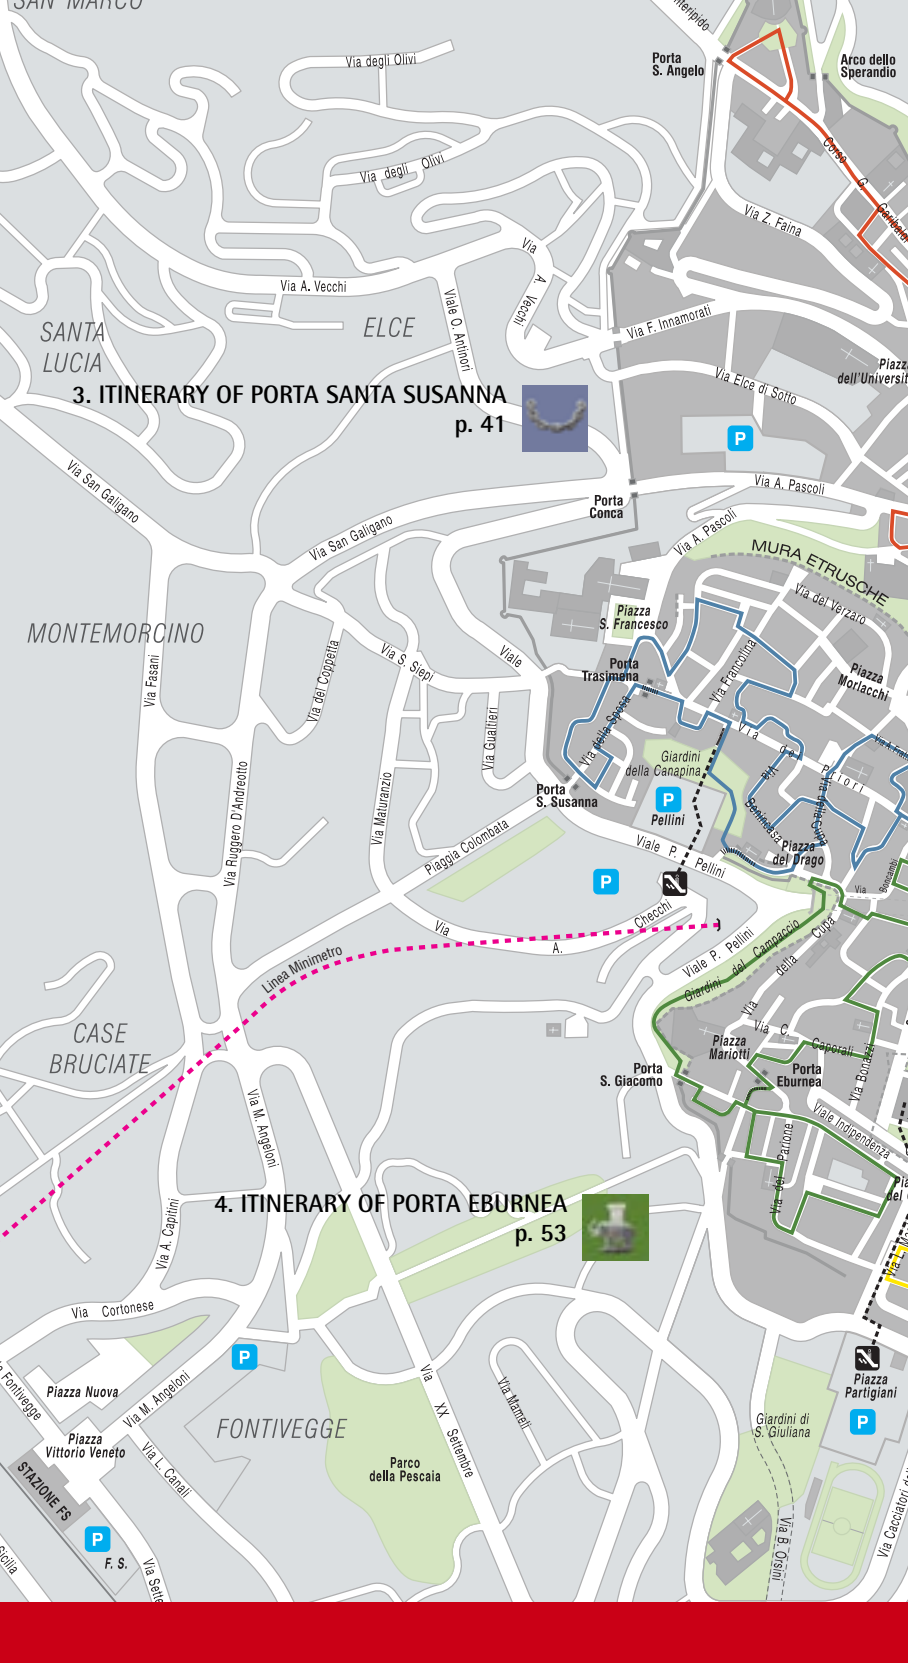 SAN MARCO
Porta
S. Angelo
Arco dello
Sperandio
Via degli Olivi
Corso G. Garibaldi
Via degli Olivi
Via Z. Faina
Via A. Vecchi
Via A. Vecchi
Viale O. Antinori
Via F. Innamorati
SANTA
LUCIA
ELCE
Via Elce di Sotto
3. ITINERARY OF PORTA SANTA SUSANNA
p. 41
P
Via San Galigano
Via San Galigano
Porta
Conca
Via A. Pascoli
Via A. Pascoli
MURA ETRUSCHE
Via del Verzaro
Piazza
S. Francesco
MONTEMORCINO
Via Fasani
Via del Coppetta
Via S. Siepi
Viale
Porta
Trasimena
Via Francolina
Piazza
Morlacchi
Via della Sposa
Via Gualtieri
Giardini
della Canapina
Via dei Priori
Via Ruggero D'Andreotto
Via Maturanzio
Porta
S. Susanna
P
Pellini
Via Benincasa
Via della Cupa
Piazza
del Drago
Piaggia Colombata
Viale P. Pellini
P
Via
Boncambi
Via A. Checchi
Linea Minimetro
Viale P. Pellini
Giardini del Campaccio
Via della Cupa
CASE
BRUCIATE
Piazza
Mariotti
Via C. Caporali
Via Bonazzi
Porta
S. Giacomo
Porta
Eburnea
Via M. Angeloni
Viale Indipendenza
Via del Parione
4. ITINERARY OF PORTA EBURNEA
p. 53
Via A. Capitini
Via Cortonese
P
Piazza Nuova
Via M. Angeloni
Piazza
Vittorio Veneto
FONTIVEGGE
Via L. Canali
STAZIONE FS
P
F. S.
Parco
della Pescaia
Via XX Settembre
Via Mameli
Piazza
Partigiani
P
Giardini di
S. Giuliana
Via B. Orsini